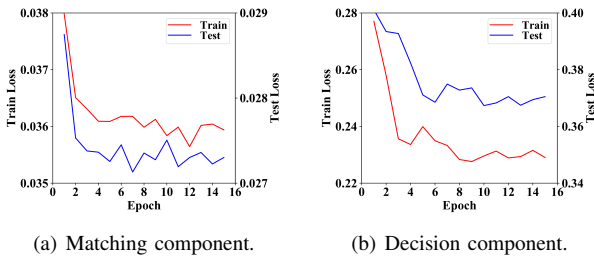 0.038
0.037
0.036
0.035
Train Loss
0 2 4 6 8 10 12 14 16
Epoch
0.029
0.028
0.027
Test Loss
Train
Test
(a) Matching component.
0.28
0.26
0.24
0.22
Train Loss
0 2 4 6 8 10 12 14 16
Epoch
0.40
0.38
0.36
0.34
Test Loss
Train
Test
(b) Decision component.